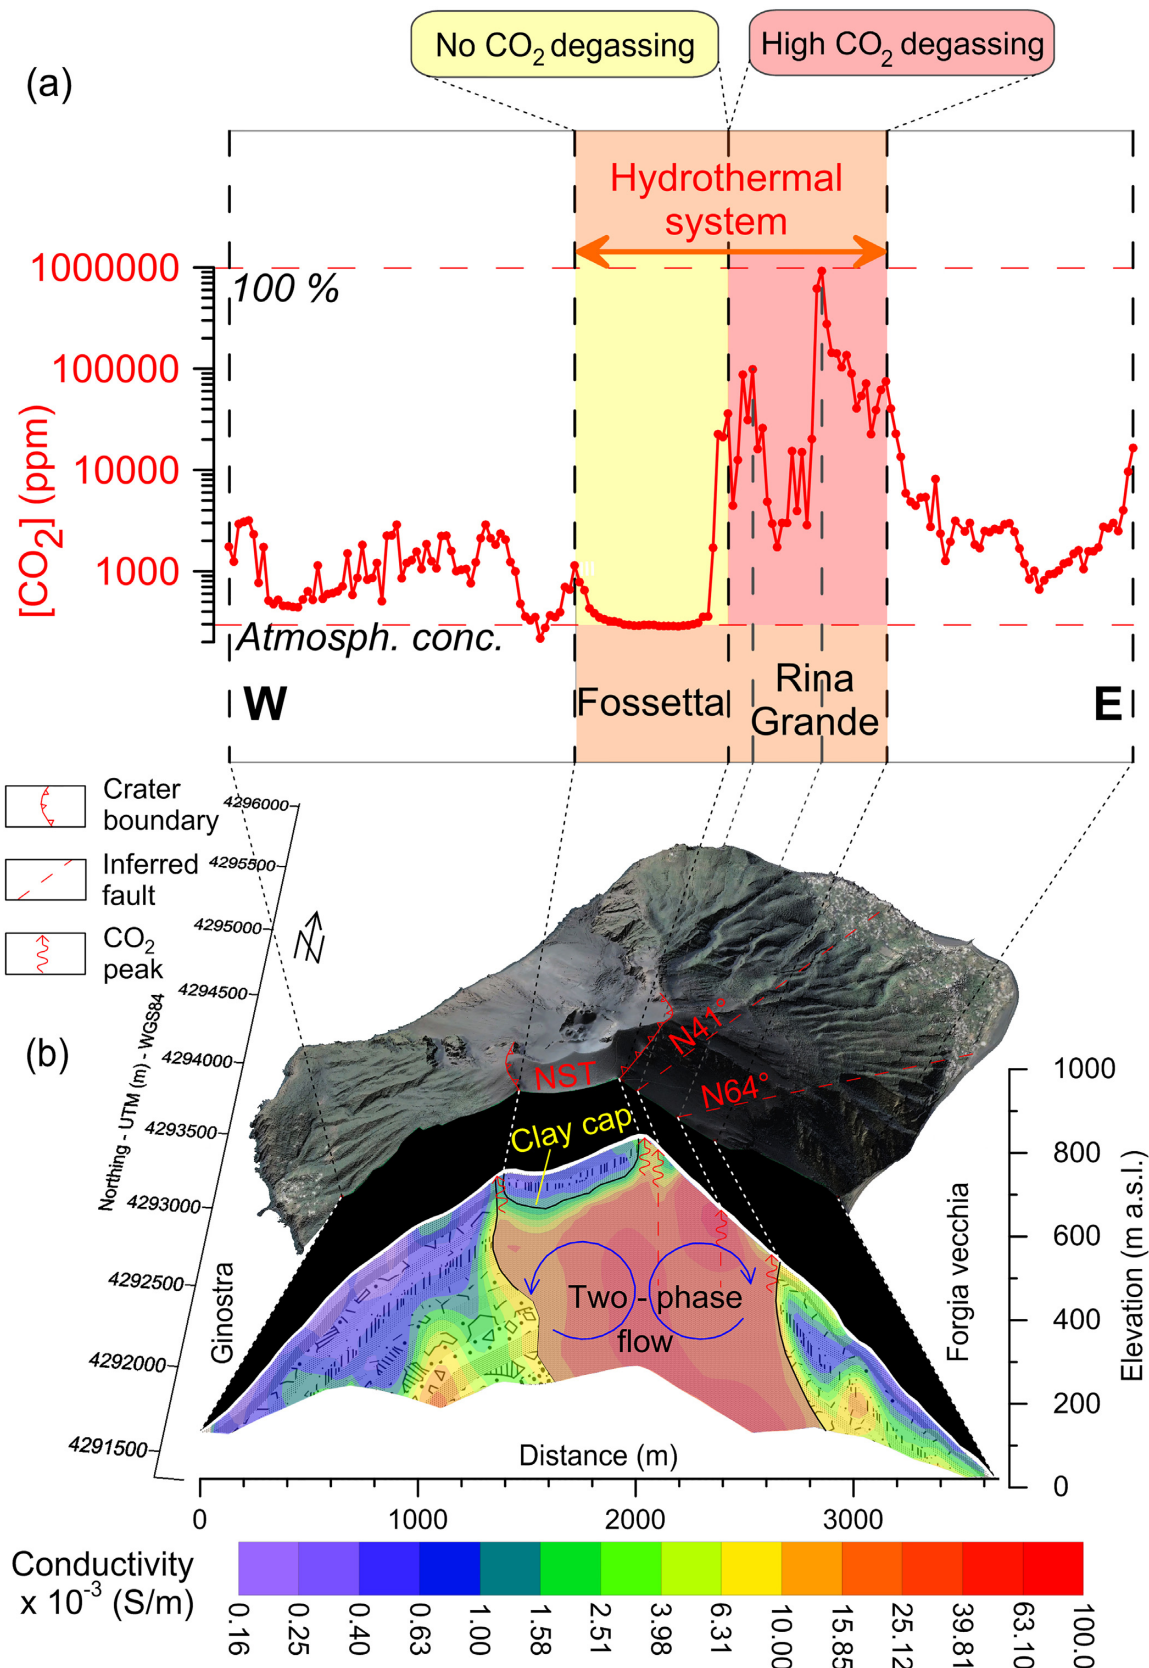 No CO2 degassing
High CO2 degassing
(a)
Hydrothermal
system
1000000
100 %
100000
10000
1000
[CO2] (ppm)
Atmosph. conc.
W
Fossetta
Rina
Grande
E
Crater
boundary
Inferred
fault
CO2
peak
4296000
4295500
4295000
4294500
4294000
4293500
4293000
4292500
4292000
4291500
Northing - UTM (m) - WGS84
N
(b)
NST
N41°
N64°
Clay cap
Two - phase
flow
Ginostra
Forgia vecchia
1000
800
600
400
200
0
Elevation (m a.s.l.)
Distance (m)
0
1000
2000
3000
Conductivity
x 10-3 (S/m)
0.16
0.25
0.40
0.63
1.00
1.58
2.51
3.98
6.31
10.00
15.85
25.12
39.81
63.10
100.0